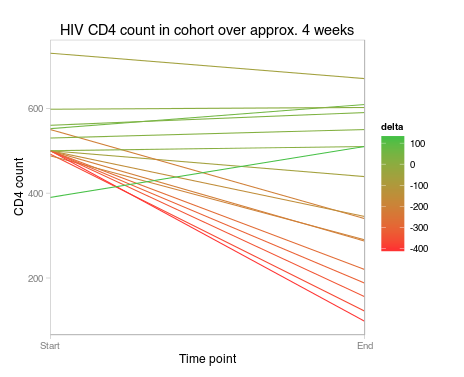 HIV CD4 count in cohort over approx. 4 weeks
CD4 count
600
400
200
Start
End
Time point
delta
100
0
-100
-200
-300
-400